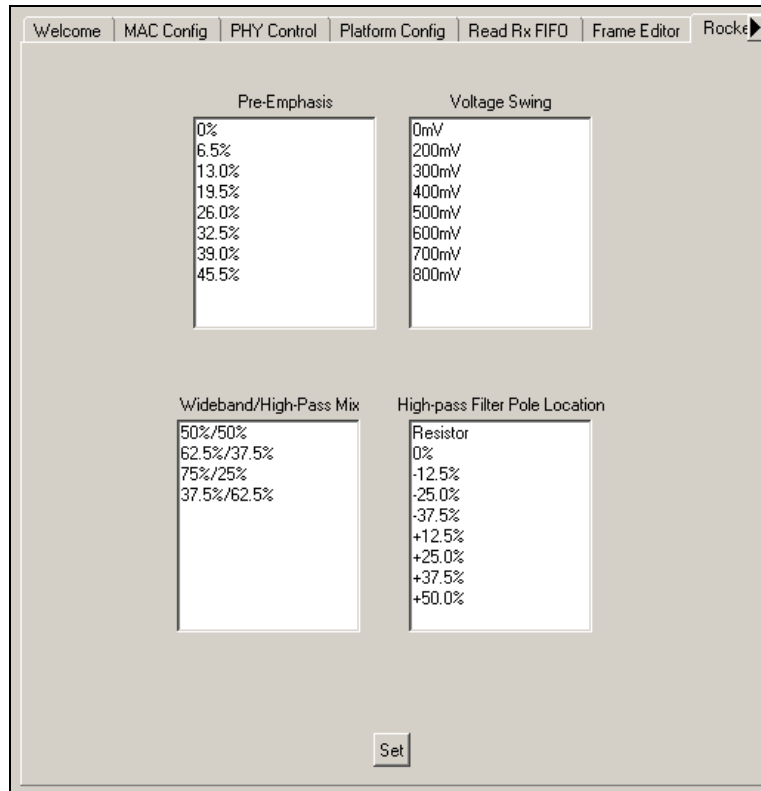 Welcome MAC Config PHY Control Platform Config Read Rx FIFO Frame Editor Rocke
Pre-Emphasis
0%
6.5%
13.0%
19.5%
26.0%
32.5%
39.0%
45.5%
Voltage Swing
0mV
200mV
300mV
400mV
500mV
600mV
700mV
800mV
Wideband/High-Pass Mix
50%/50%
62.5%/37.5%
75%/25%
37.5%/62.5%
High-pass Filter Pole Location
Resistor
0%
-12.5%
-25.0%
-37.5%
+12.5%
+25.0%
+37.5%
+50.0%
Set